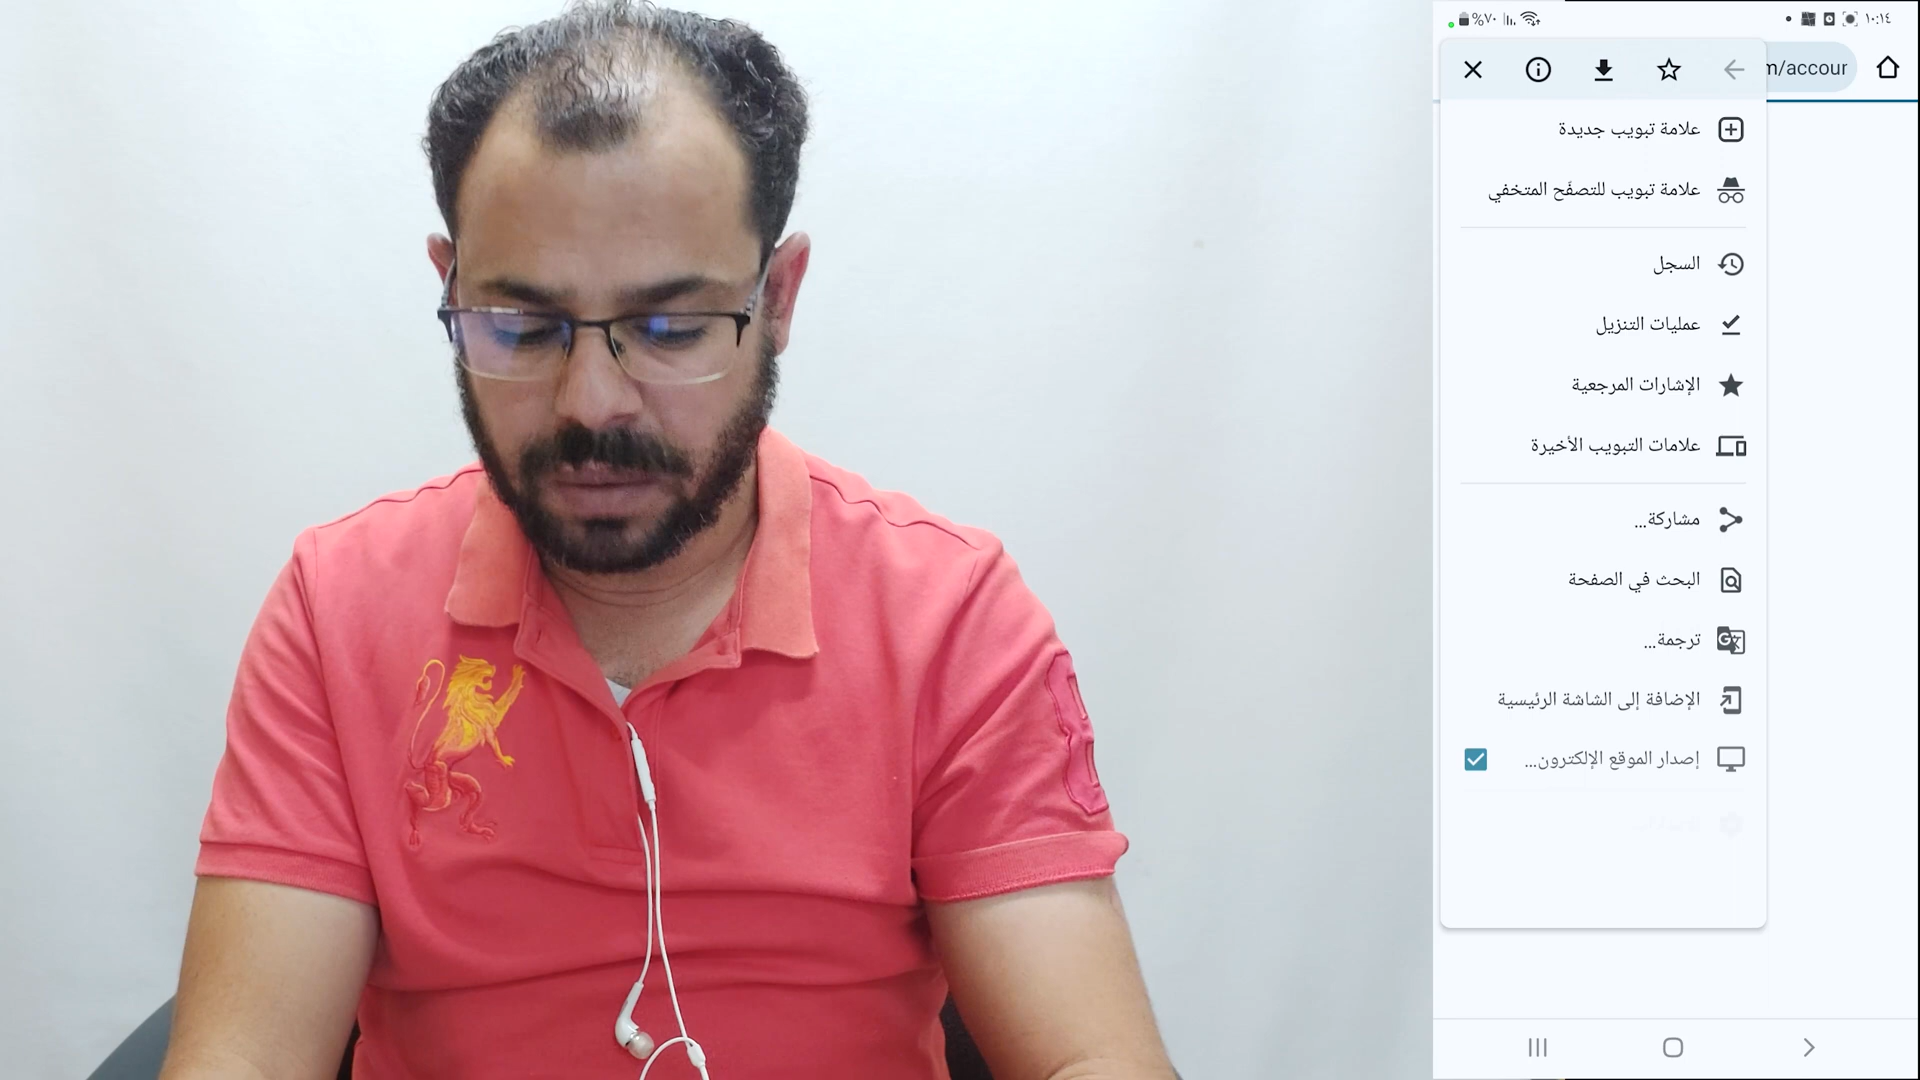 ١٠:١٤
%٧٠
m/accour
علامة تبويب جديدة
علامة تبويب للتصفّح المتخفي
السجل
عمليات التنزيل
الإشارات المرجعية
علامات التبويب الأخيرة
مشاركة...
البحث في الصفحة
ترجمة...
الإضافة إلى الشاشة الرئيسية
إصدار الموقع الإلكترون...